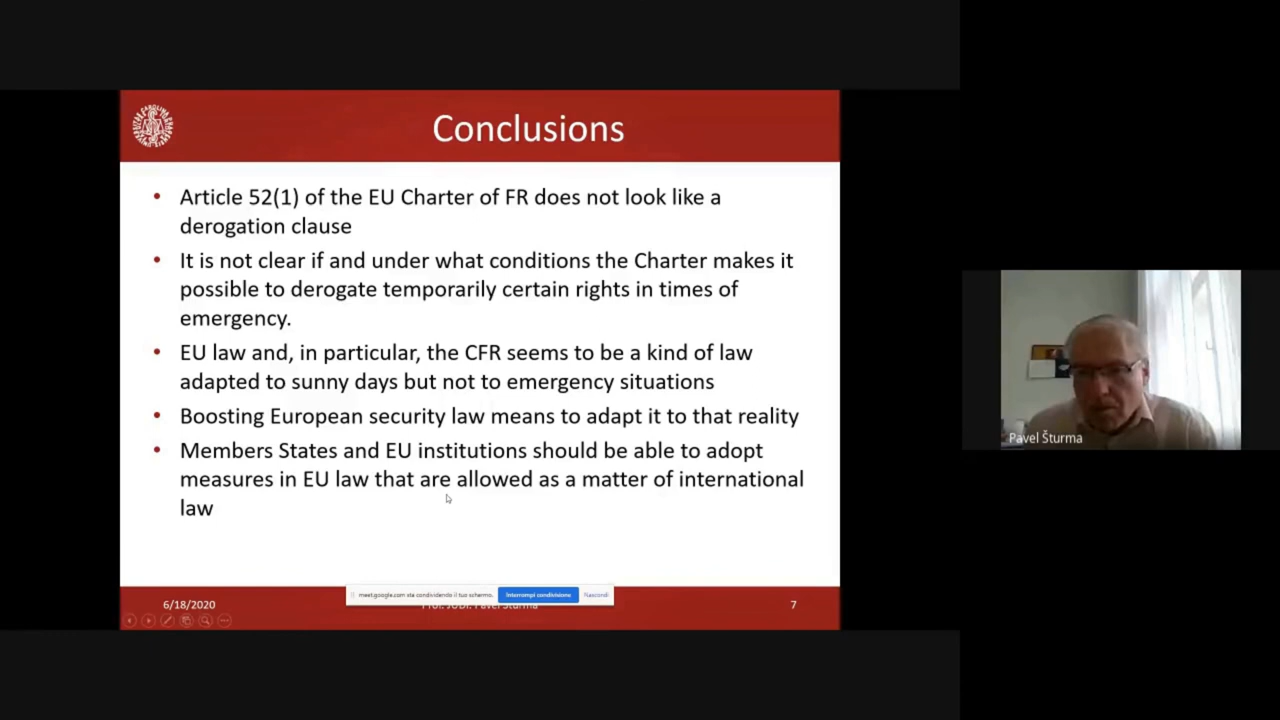 Conclusions
• Article 52(1) of the EU Charter of FR does not look like a
derogation clause
• It is not clear if and under what conditions the Charter makes it
possible to derogate temporarily certain rights in times of
emergency.
• EU law and, in particular, the CFR seems to be a kind of law
adapted to sunny days but not to emergency situations
• Boosting European security law means to adapt it to that reality
• Members States and EU institutions should be able to adopt
measures in EU law that are allowed as a matter of international
law
Pavel Šturma
meet.google.com sta condividendo il tuo schermo.
Interrompi condivisione
Nascondi
6/18/2020
Prof. JUDr. Pavel Šturma
7